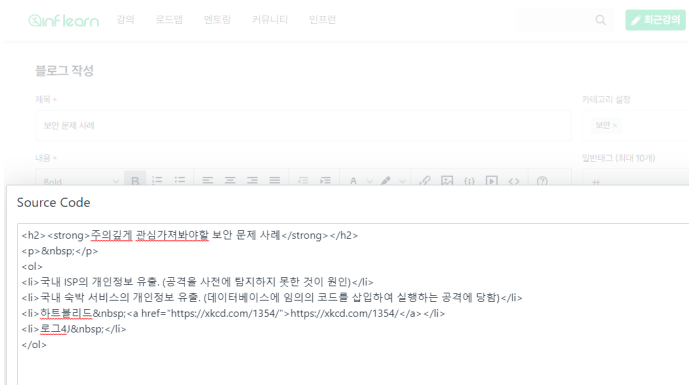 inflearn 강의 로드맵 멘토링 커뮤니티 인프런 최근강의
블로그 작성
제목 * 카테고리 설정
보안 문제 사례 보안
내용 * 일반태그 (최대 10개)
Bold B A
Source Code
<h2><strong>주의깊게 관심가져봐야할 보안 문제 사례</strong></h2>
<p>&nbsp;</p>
<ol>
<li>국내 ISP의 개인정보 유출. (공격을 사전에 탐지하지 못한 것이 원인)</li>
<li>국내 숙박 서비스의 개인정보 유출. (데이터베이스에 임의의 코드를 삽입하여 실행하는 공격에 당함)</li>
<li>하트블리드&nbsp;<a href="https://xkcd.com/1354/">https://xkcd.com/1354/</a></li>
<li>로그4J&nbsp;</li>
</ol>